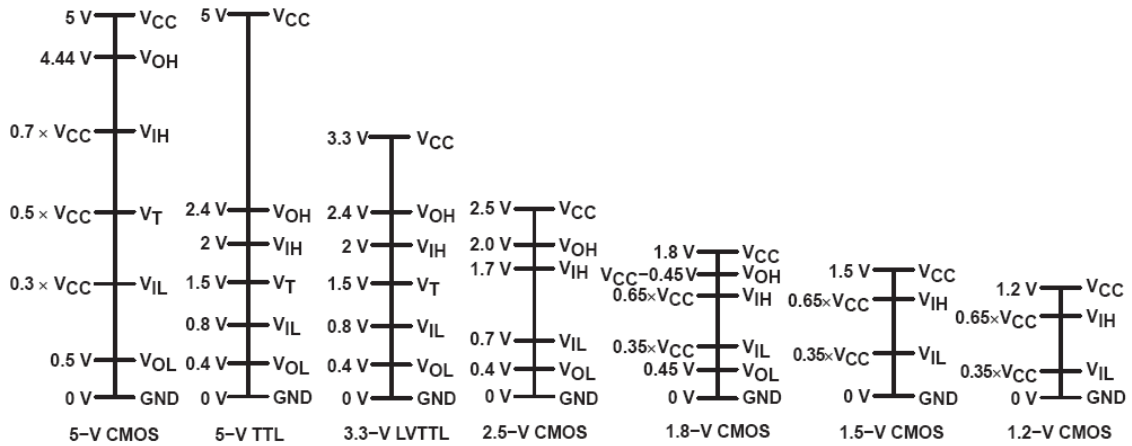 5 V VCC
4.44 V VOH
0.7 × VCC VIH
0.5 × VCC VT
0.3 × VCC VIL
0.5 V VOL
0 V GND
5−V CMOS
5 V VCC
2.4 V VOH
2 V VIH
1.5 V VT
0.8 V VIL
0.4 V VOL
0 V GND
5−V TTL
3.3 V VCC
2.4 V VOH
2 V VIH
1.5 V VT
0.8 V VIL
0.4 V VOL
0 V GND
3.3−V LVTTL
2.5 V VCC
2.0 V VOH
1.7 V VIH
0.7 V VIL
0.4 V VOL
0 V GND
2.5−V CMOS
1.8 V VCC
VCC−0.45V VOH
0.65×VCC VIH
0.35×VCC VIL
0.45 V VOL
0 V GND
1.8−V CMOS
1.5 V VCC
0.65×VCC VIH
0.35×VCC VIL
0 V GND
1.5−V CMOS
1.2 V VCC
0.65×VCC VIH
0.35×VCC VIL
0 V GND
1.2−V CMOS